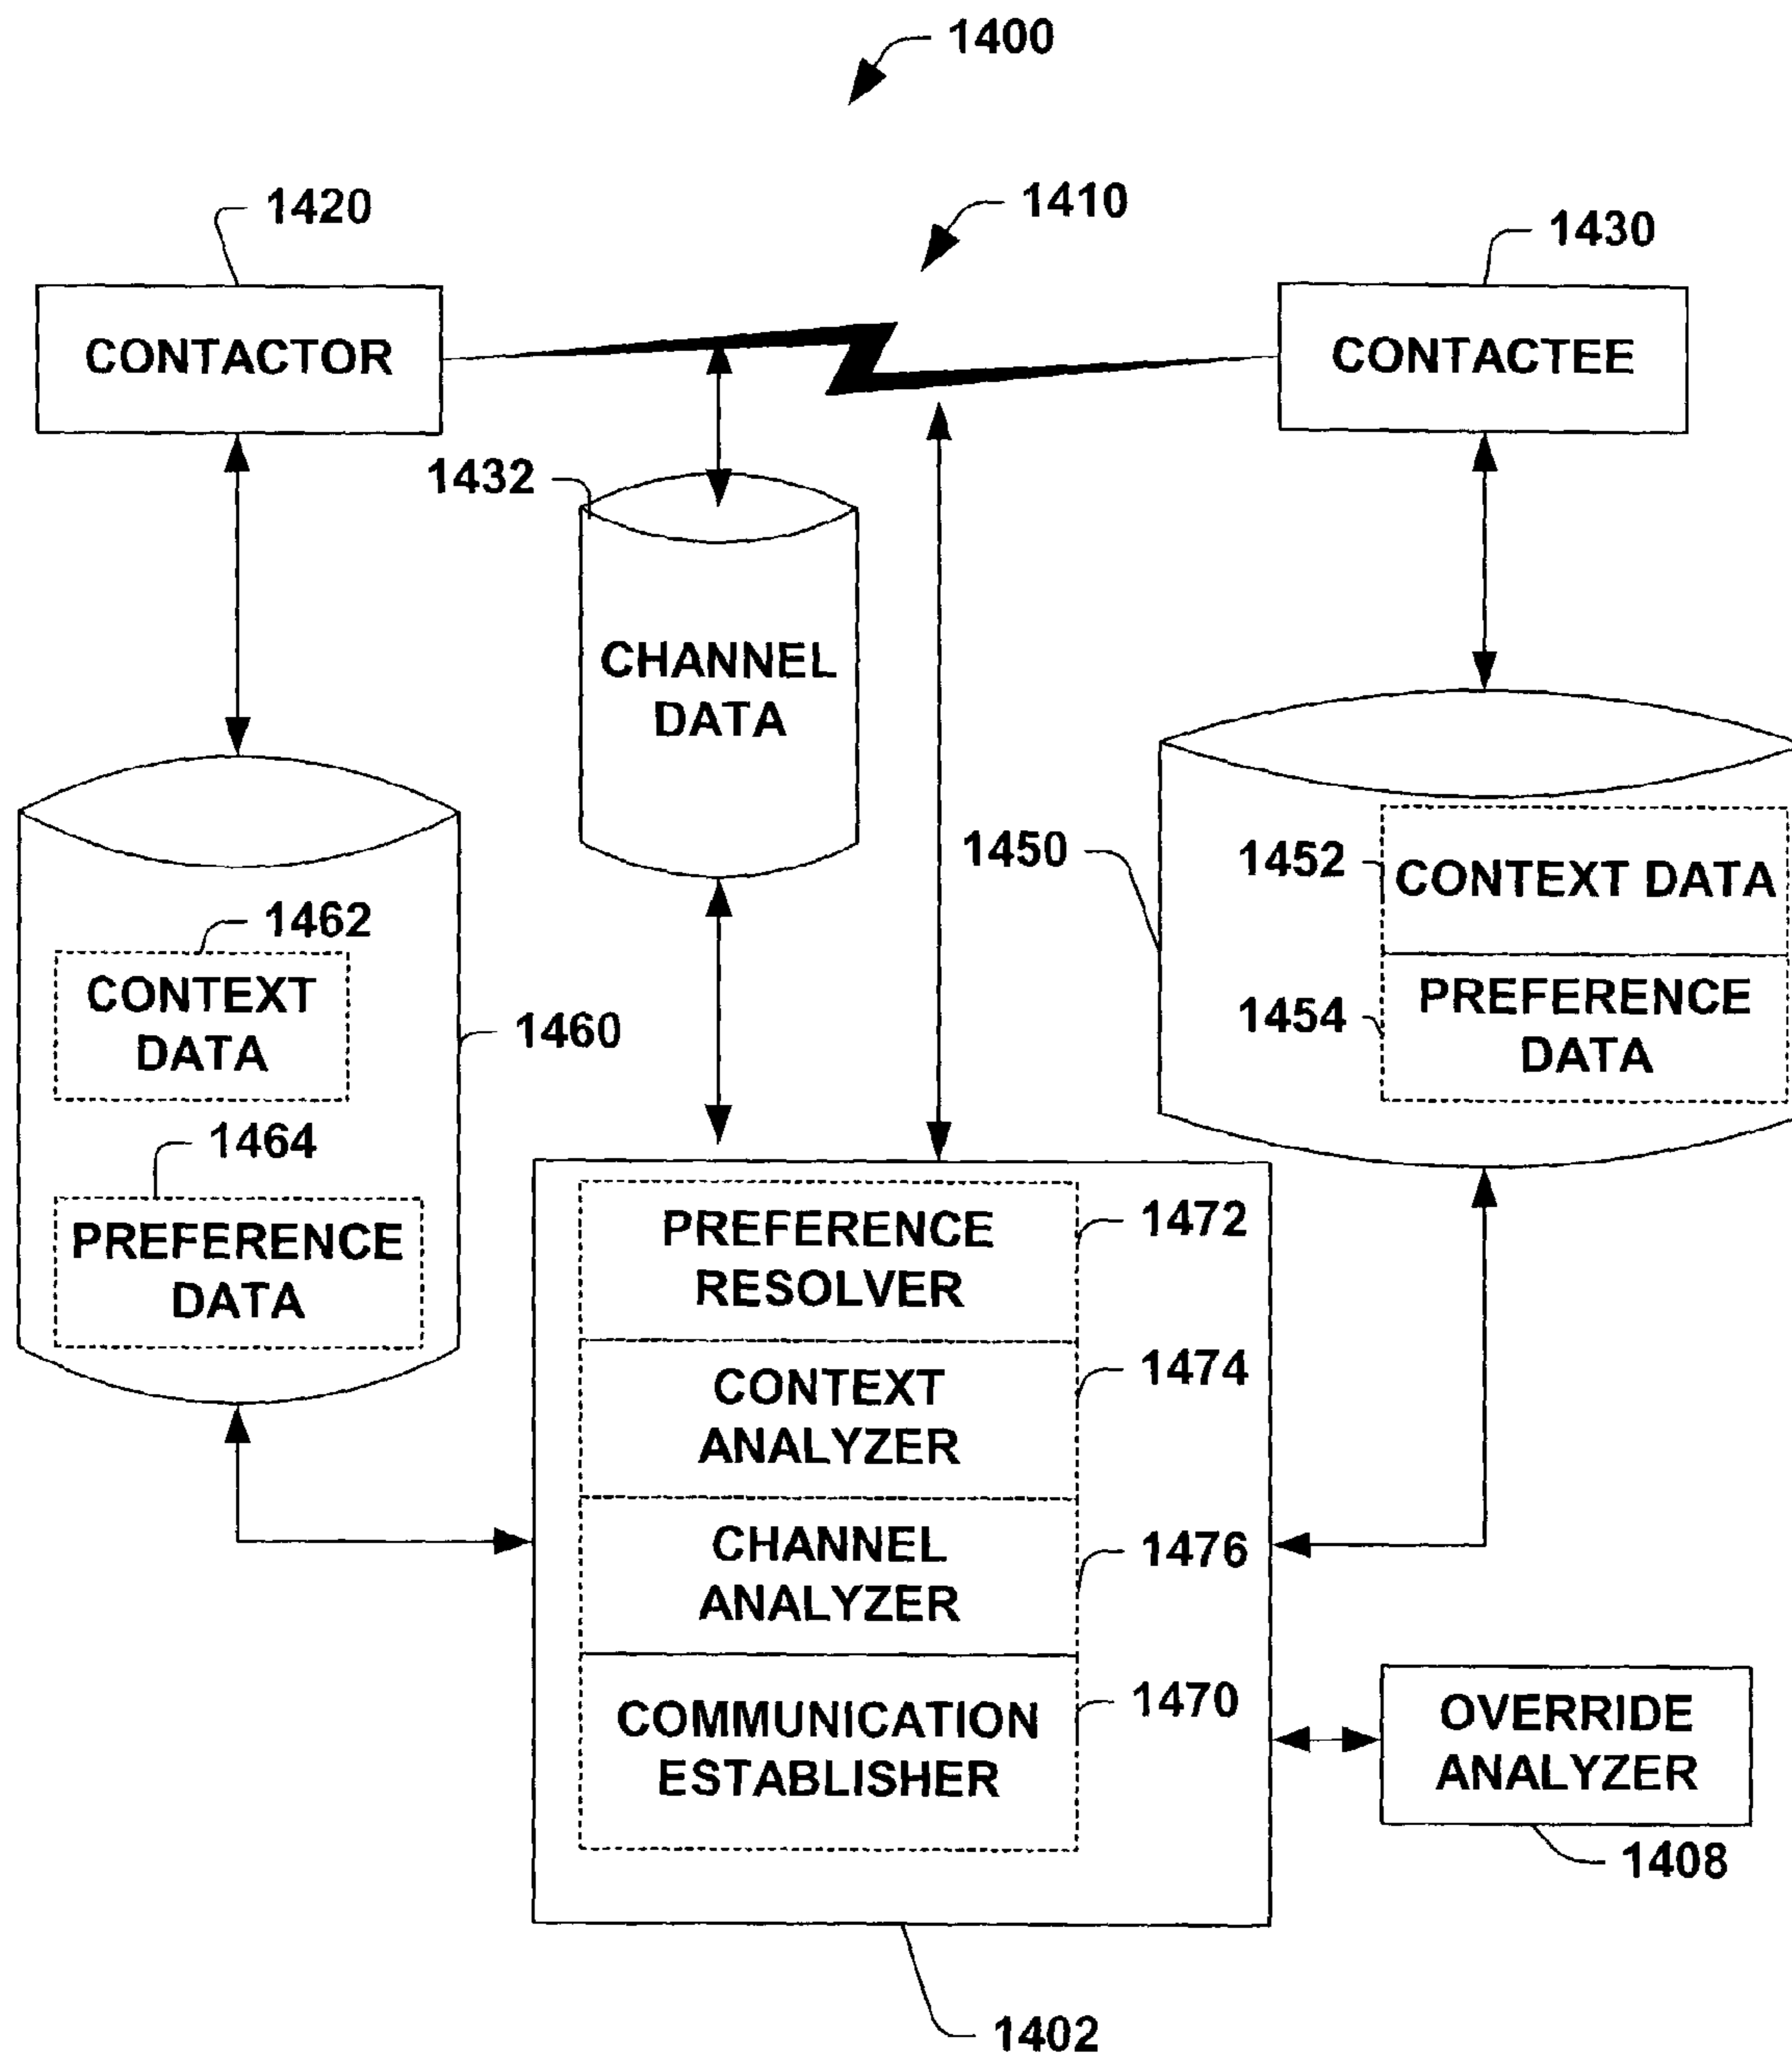 1400
1410
1420
1430
CONTACTOR
CONTACTEE
1432
CHANNEL
DATA
1450
1452
CONTEXT DATA
1454
PREFERENCE
DATA
1462
CONTEXT
DATA
1460
1464
PREFERENCE
DATA
PREFERENCE
RESOLVER
1472
CONTEXT
ANALYZER
1474
CHANNEL
ANALYZER
1476
COMMUNICATION
ESTABLISHER
1470
OVERRIDE
ANALYZER
1408
1402